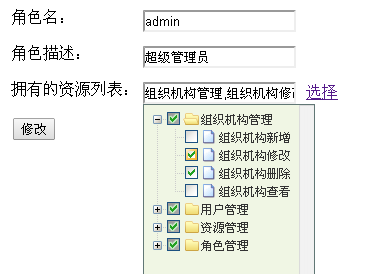 角色名： admin
角色描述： 超级管理员
拥有的资源列表： 组织机构管理,组织机构修 选择
修改
组织机构管理
组织机构新增
组织机构修改
组织机构删除
组织机构查看
用户管理
资源管理
角色管理